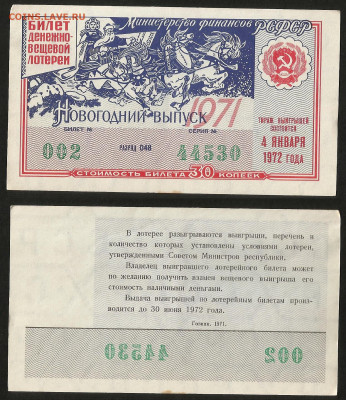 COINS.LAVE.RU
БИЛЕТ
ДЕНЕЖНО-
ВЕЩЕВОЙ
ЛОТЕРЕИ
Министерство финансов РСФСР
НОВОГОДНИЙ ВЫПУСК
1971
БИЛЕТ №
СЕРИЯ №
002
РАЗРЯД 048
44530
ТИРАЖ ВЫИГРЫШЕЙ
СОСТОИТСЯ
4 ЯНВАРЯ
1972 ГОДА
СТОИМОСТЬ БИЛЕТА 30 КОПЕЕК
В лотерее разыгрываются выигрыши, перечень и
количество которых установлены условиями лотереи,
утвержденными Советом Министров республики.
Владелец выигравшего лотерейного билета может
по желанию получить взамен вещевого выигрыша его
стоимость наличными деньгами.
Выдача выигрышей по лотерейным билетам произ-
водится до 30 июня 1972 года.
Гознак. 1971.
44530
002